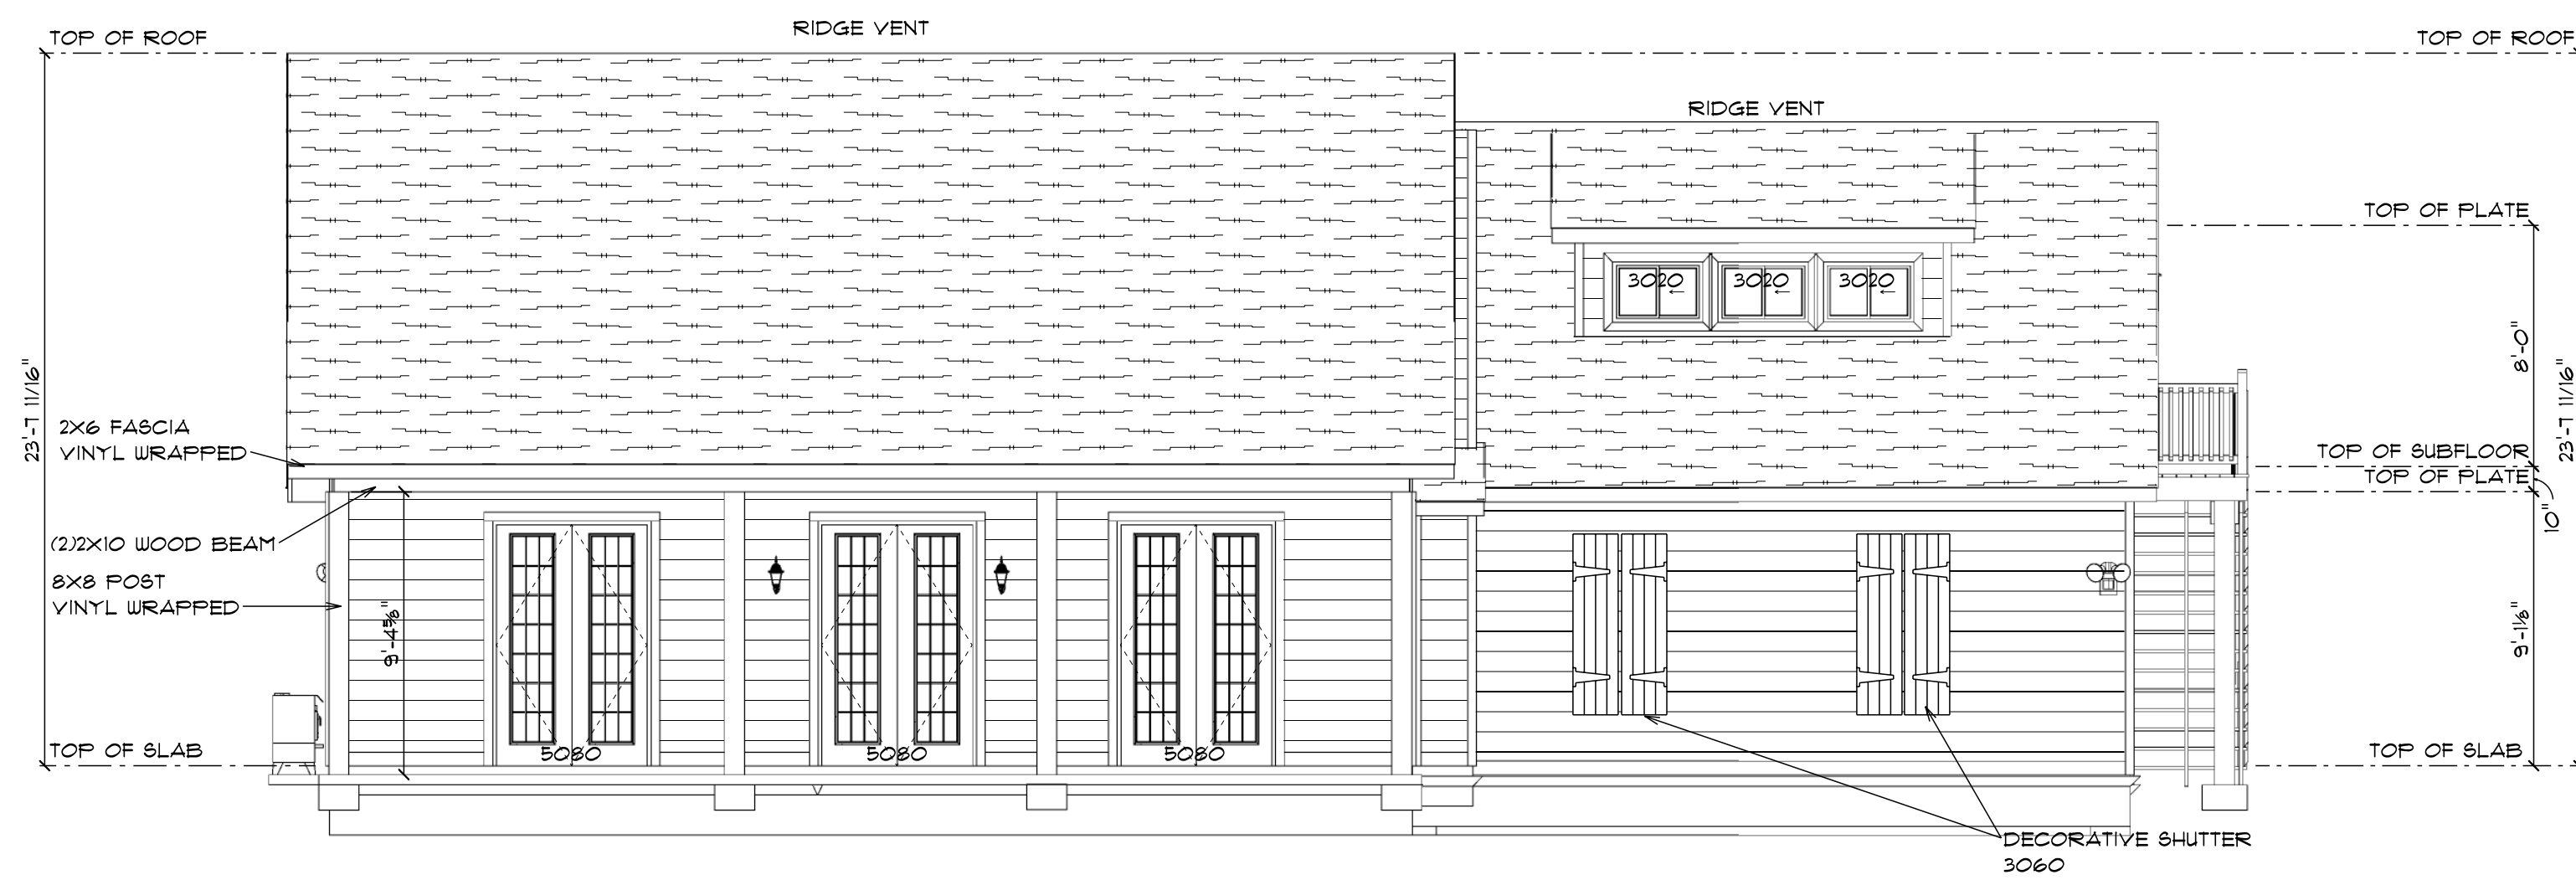 RIDGE VENT
TOP OF ROOF
TOP OF ROOF
RIDGE VENT
TOP OF PLATE
3020
3020
3020
8'-0"
23'-7 11/16"
23'-7 11/16"
2X6 FASCIA
VINYL WRAPPED
TOP OF SUBFLOOR
TOP OF PLATE
10"
(2)2X10 WOOD BEAM
8X8 POST
VINYL WRAPPED
9'-4⅝"
9'-1⅛"
TOP OF SLAB
5080
5080
5080
TOP OF SLAB
DECORATIVE SHUTTER
3060